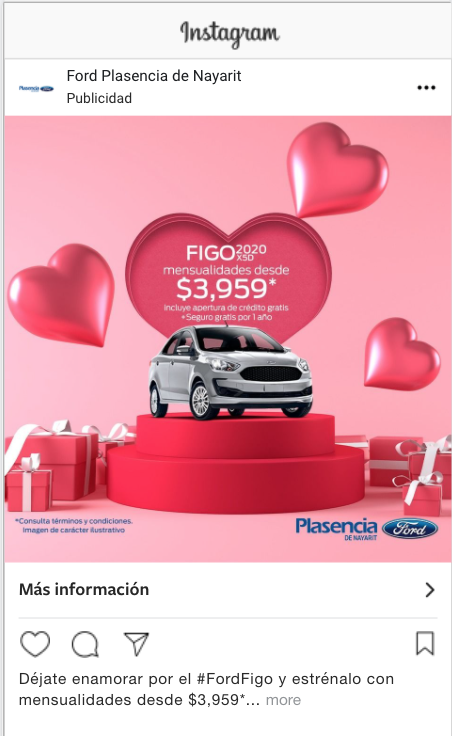 Instagram
Plasencia Ford
Ford Plasencia de Nayarit
Publicidad
FIGO 2020
X5D
mensualidades desde
$3,959*
Incluye apertura de crédito gratis
*Seguro gratis por 1 año
*Consulta términos y condiciones.
Imagen de carácter ilustrativo
Plasencia Ford
DE NAYARIT
Más información
Déjate enamorar por el #FordFigo y estrénalo con
mensualidades desde $3,959*... more